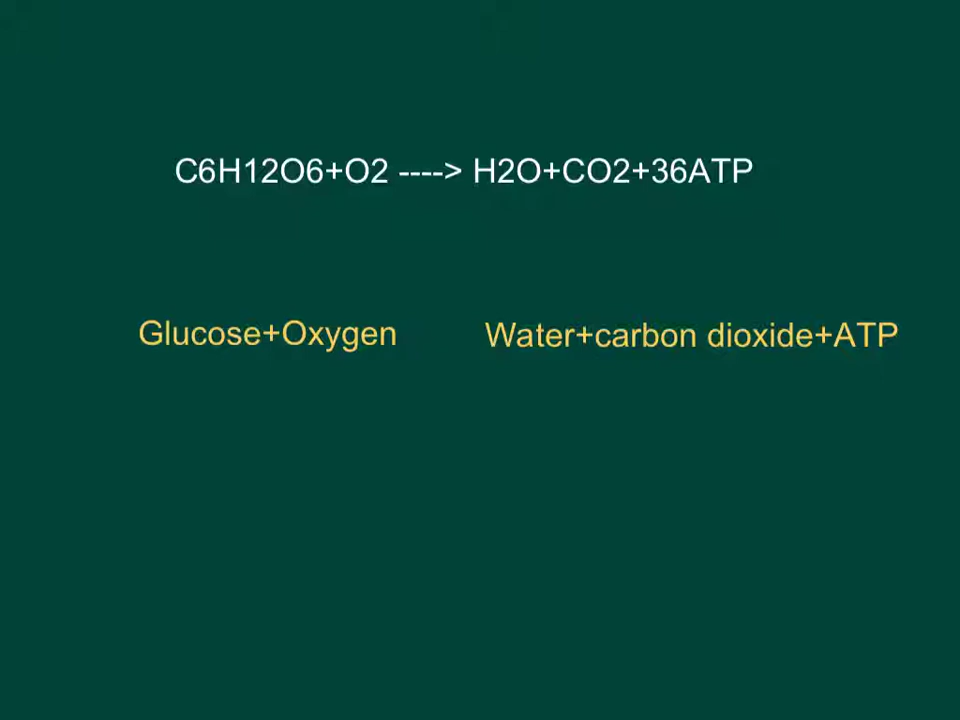 C6H12O6+O2 ----> H2O+CO2+36ATP
Glucose+Oxygen
Water+carbon dioxide+ATP